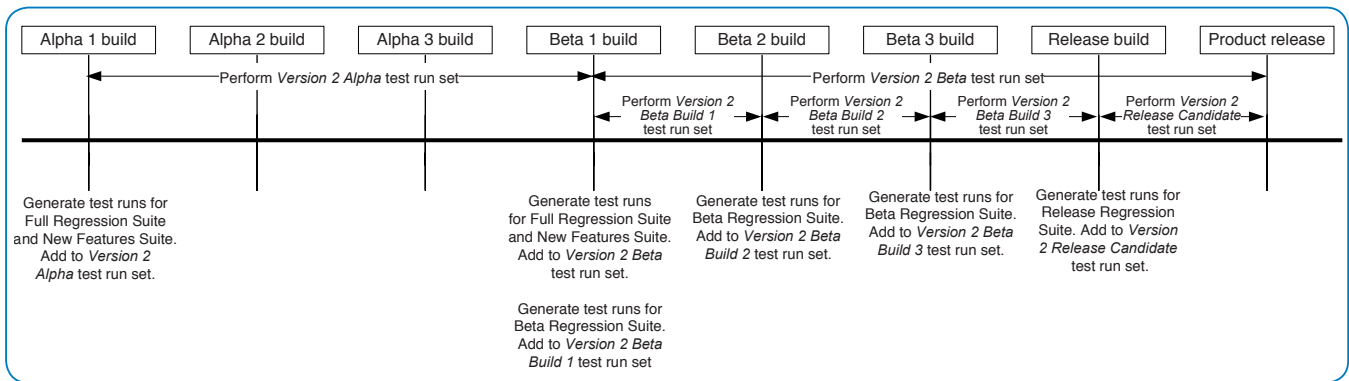 Alpha 1 build
Alpha 2 build
Alpha 3 build
Beta 1 build
Beta 2 build
Beta 3 build
Release build
Product release
Perform Version 2 Alpha test run set
Perform Version 2 Beta test run set
Perform Version 2
Beta Build 1
test run set
Perform Version 2
Beta Build 2
test run set
Perform Version 2
Beta Build 3
test run set
Perform Version 2
Release Candidate
test run set
Generate test runs for
Full Regression Suite
and New Features Suite.
Add to Version 2
Alpha test run set.
Generate test runs
for Full Regression Suite
and New Features Suite.
Add to Version 2 Beta
test run set.
Generate test runs for
Beta Regression Suite.
Add to Version 2 Beta
Build 1 test run set
Generate test runs for
Beta Regression Suite.
Add to Version 2 Beta
Build 2 test run set.
Generate test runs for
Beta Regression Suite.
Add to Version 2 Beta
Build 3 test run set.
Generate test runs for
Release Regression
Suite. Add to Version
2 Release Candidate
test run set.